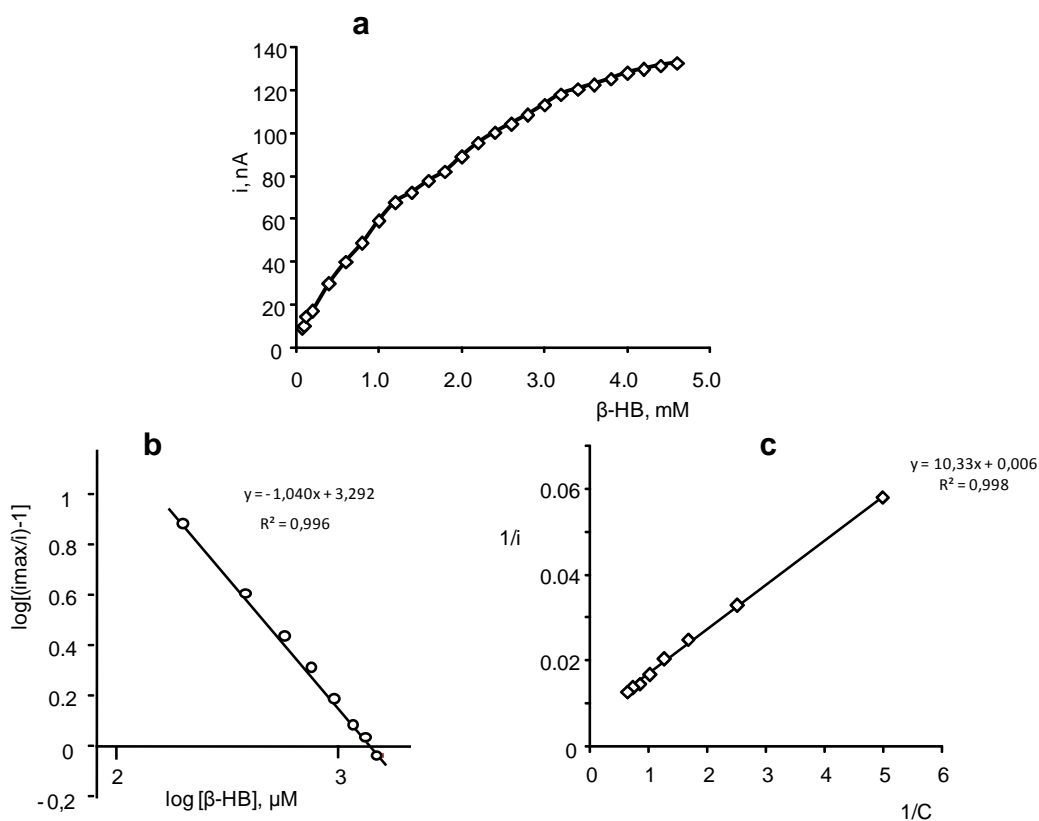 a
140
120
100
80
60
40
20
0
i, nA
0 1.0 2.0 3.0 4.0 5.0
β-HB, mM
b
y = -1,040x + 3,292
R² = 0,996
1
0.8
0.6
0.4
0.2
0
-0,2
log[(imax/i)-1]
2 3
log [β-HB], µM
c
y = 10,33x + 0,006
R² = 0,998
0.06
0.04
0.02
0
1/i
0 1 2 3 4 5 6
1/C